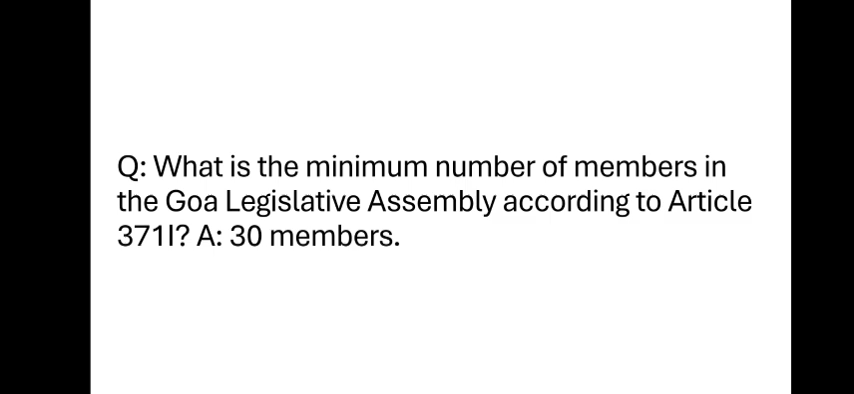 Q: What is the minimum number of members in
the Goa Legislative Assembly according to Article
371I? A: 30 members.